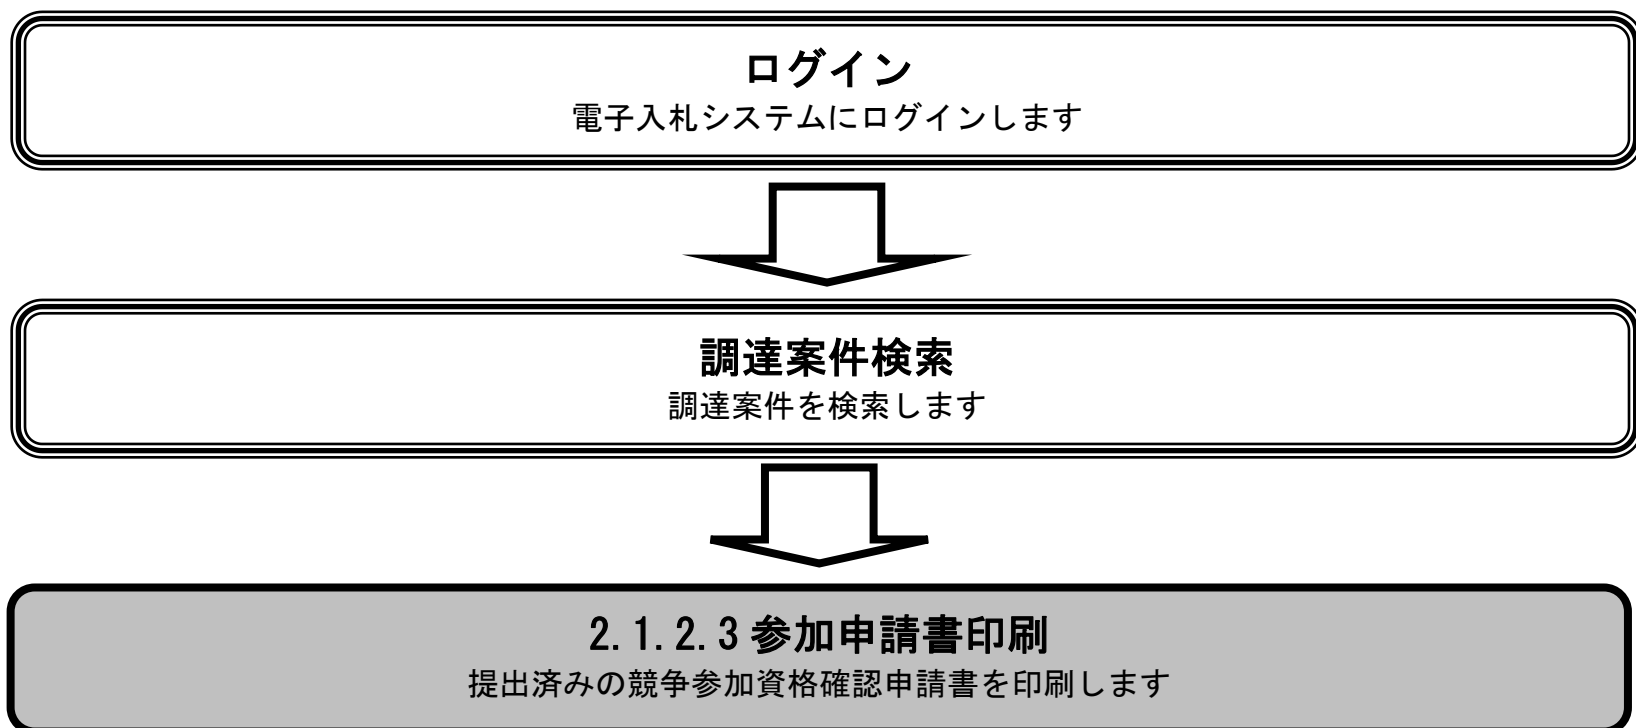 ログイン
電子入札システムにログインします
調達案件検索
調達案件を検索します
2.1.2.3 参加申請書印刷
提出済みの競争参加資格確認申請書を印刷します